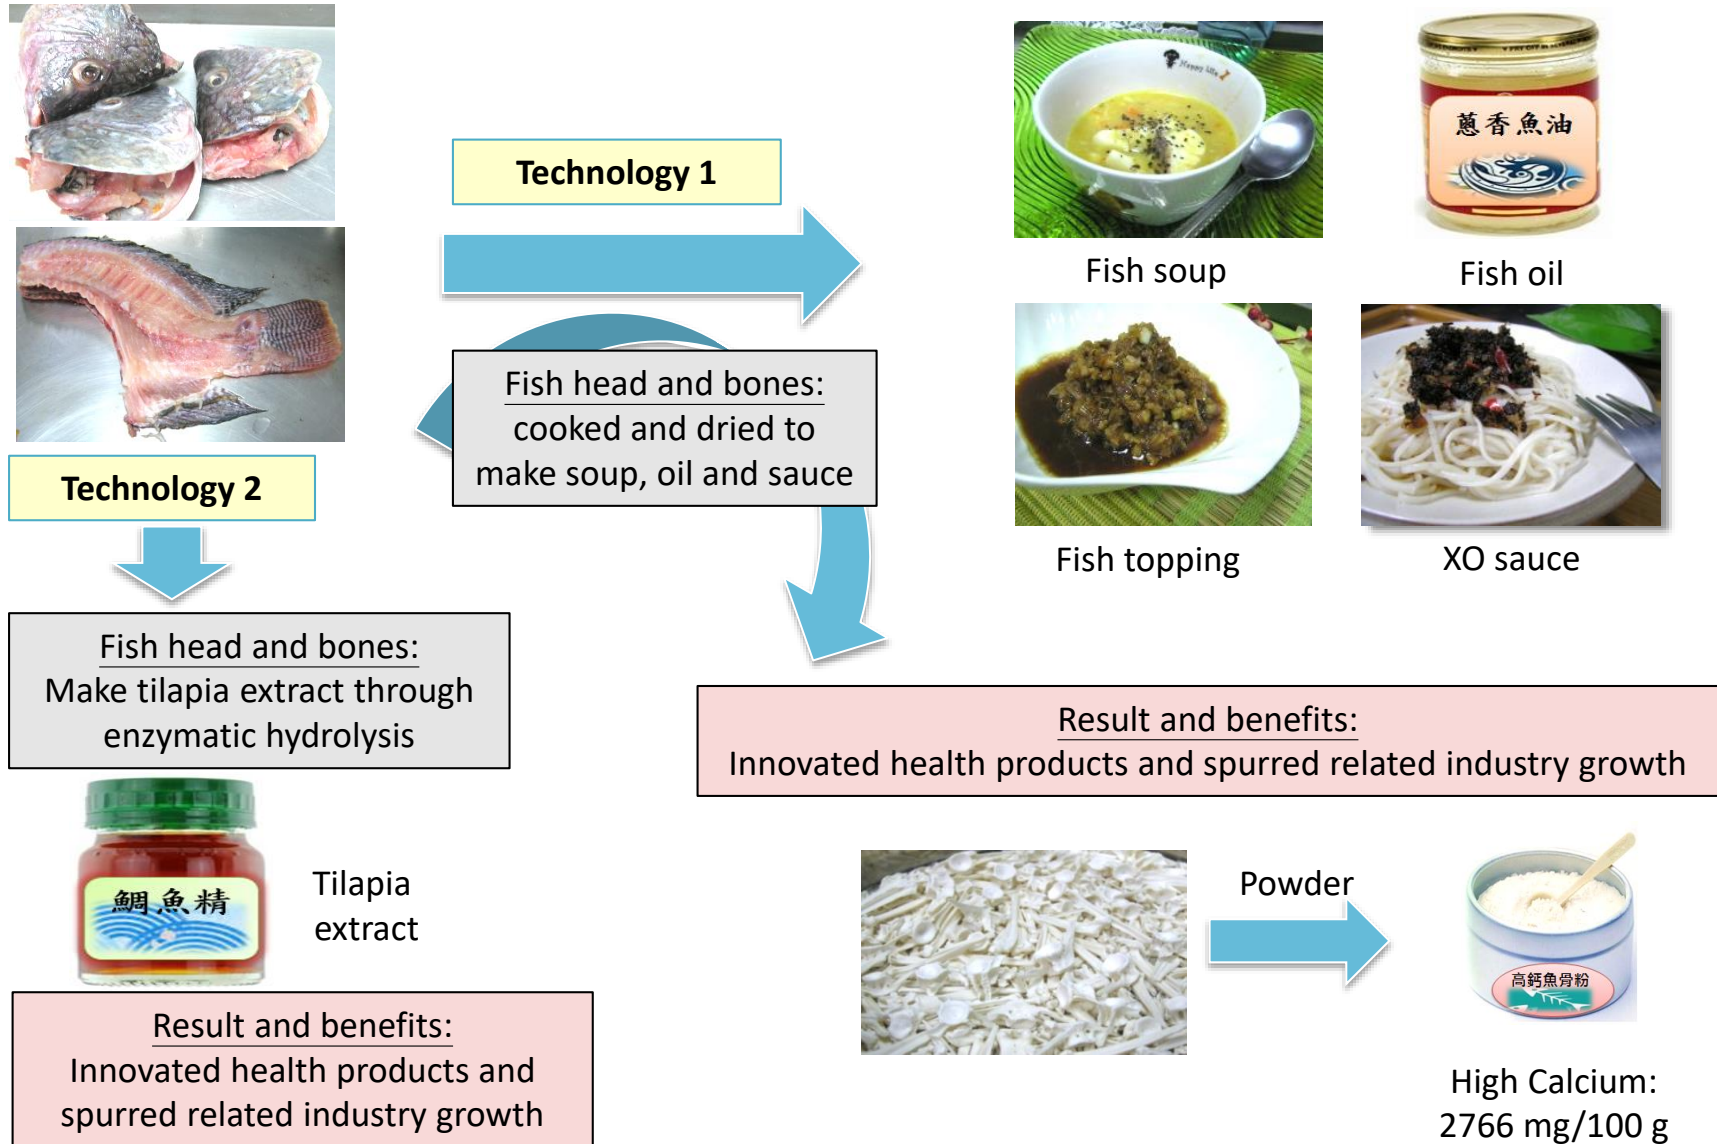 Technology 1
Happy life
蔥香魚油
Fish soup
Fish oil
Fish head and bones:
cooked and dried to
make soup, oil and sauce
Technology 2
Fish topping
XO sauce
Fish head and bones:
Make tilapia extract through
enzymatic hydrolysis
Result and benefits:
Innovated health products and spurred related industry growth
鯛魚精
Tilapia
extract
Powder
高鈣魚骨粉
Result and benefits:
Innovated health products and
spurred related industry growth
High Calcium:
2766 mg/100 g